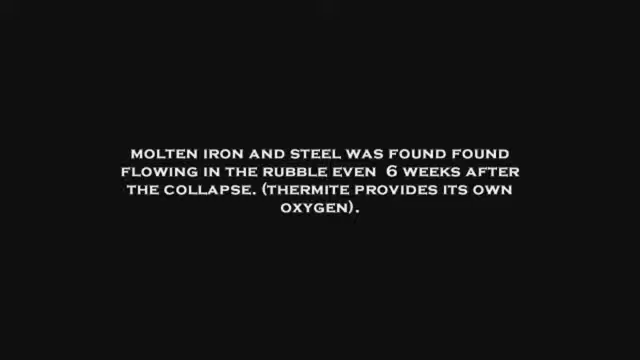 MOLTEN IRON AND STEEL WAS FOUND FOUND
FLOWING IN THE RUBBLE EVEN 6 WEEKS AFTER
THE COLLAPSE. (THERMITE PROVIDES ITS OWN
OXYGEN).